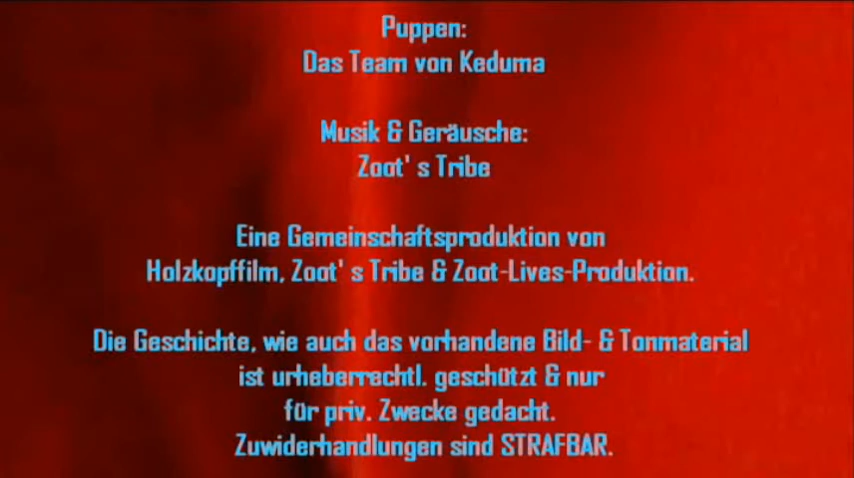 Puppen:
Das Team von Keduma
Musik & Geräusche:
Zoot' s Tribe
Eine Gemeinschaftsproduktion von
Holzkopffilm, Zoot' s Tribe & Zoot-Lives-Produktion.
Die Geschichte, wie auch das vorhandene Bild- & Tonmaterial
ist urheberrechtl. geschützt & nur
für priv. Zwecke gedacht.
Zuwiderhandlungen sind STRAFBAR.